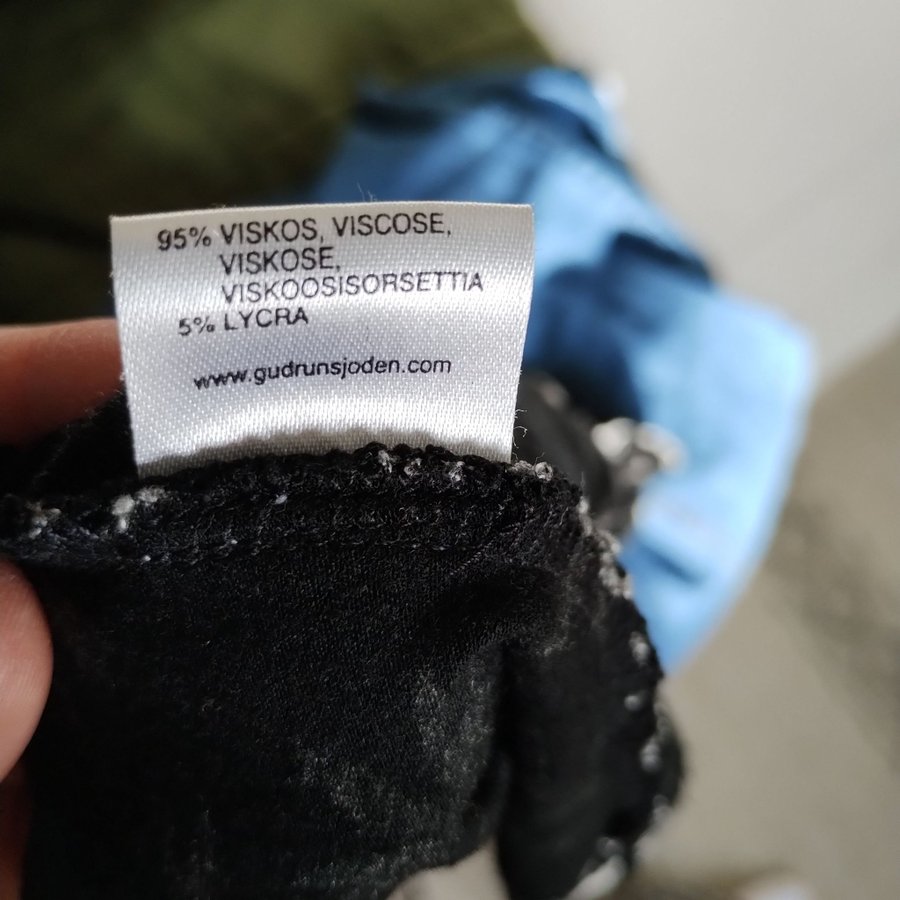 95% VISKOS, VISCOSE,
VISKOSE,
VISKOOSISORSETTIA
5% LYCRA
www.gudrunsjoden.com